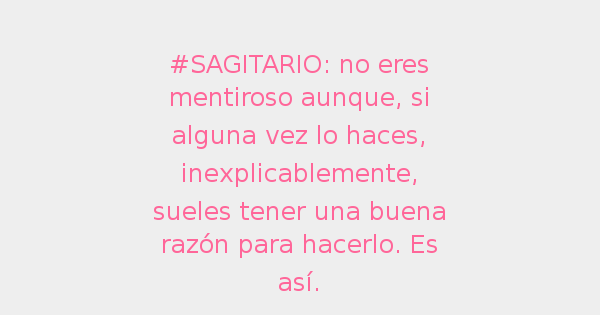 #SAGITARIO: no eres
mentiroso aunque, si
alguna vez lo haces,
inexplicablemente,
sueles tener una buena
razón para hacerlo. Es
así.